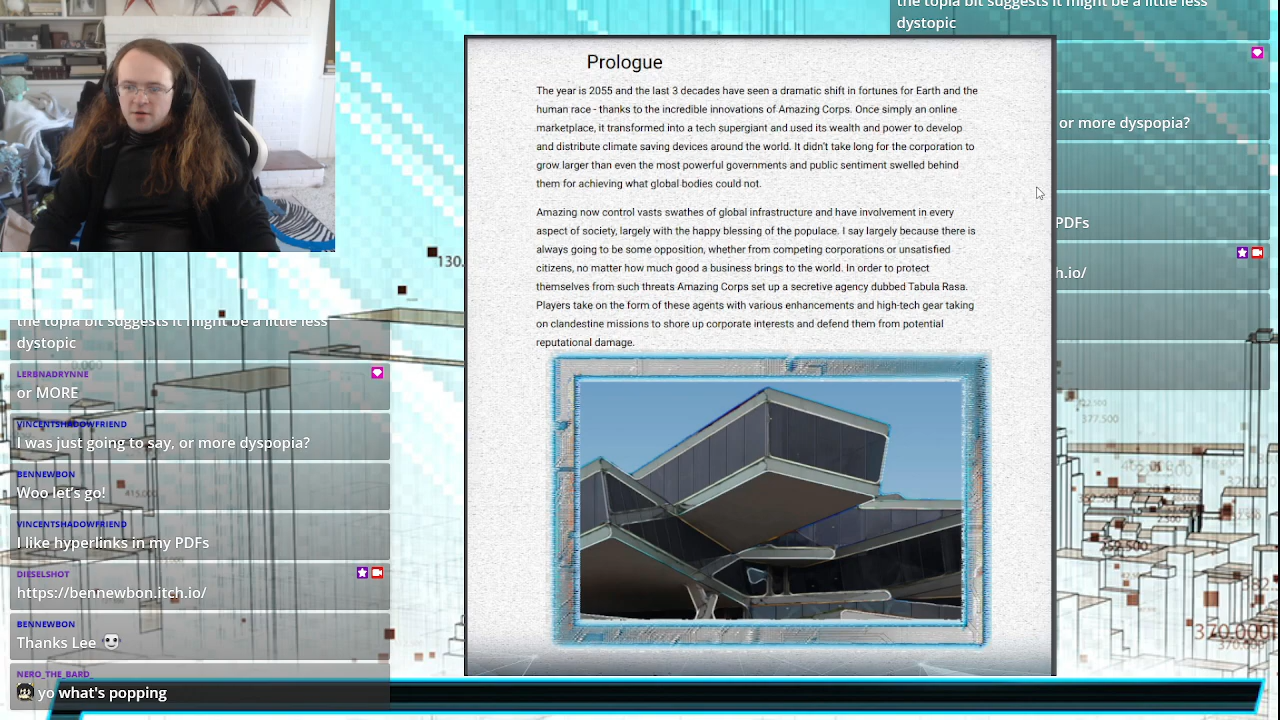 the topia bit suggests it might be a little less
dystopic
or more dyspopia?
PDFs
h.io/
Prologue
The year is 2055 and the last 3 decades have seen a dramatic shift in fortunes for Earth and the
human race - thanks to the incredible innovations of Amazing Corps. Once simply an online
marketplace, it transformed into a tech supergiant and used its wealth and power to develop
and distribute climate saving devices around the world. It didn't take long for the corporation to
grow larger than even the most powerful governments and public sentiment swelled behind
them for achieving what global bodies could not.
Amazing now control vasts swathes of global infrastructure and have involvement in every
aspect of society, largely with the happy blessing of the populace. I say largely because there is
always going to be some opposition, whether from competing corporations or unsatisfied
citizens, no matter how much good a business brings to the world. In order to protect
themselves from such threats Amazing Corps set up a secretive agency dubbed Tabula Rasa.
Players take on the form of these agents with various enhancements and high-tech gear taking
on clandestine missions to shore up corporate interests and defend them from potential
reputational damage.
130.
the topia bit suggests it might be a little less
dystopic
LERBNADRYNNE
or MORE
VINCENTSHADOWFRIEND
I was just going to say, or more dyspopia?
BENNEWBON
Woo let's go!
VINCENTSHADOWFRIEND
I like hyperlinks in my PDFs
DIESELSHOT
https://bennewbon.itch.io/
BENNEWBON
Thanks Lee
NERO_THE_BARD_
yo what's popping
377.500
370.000